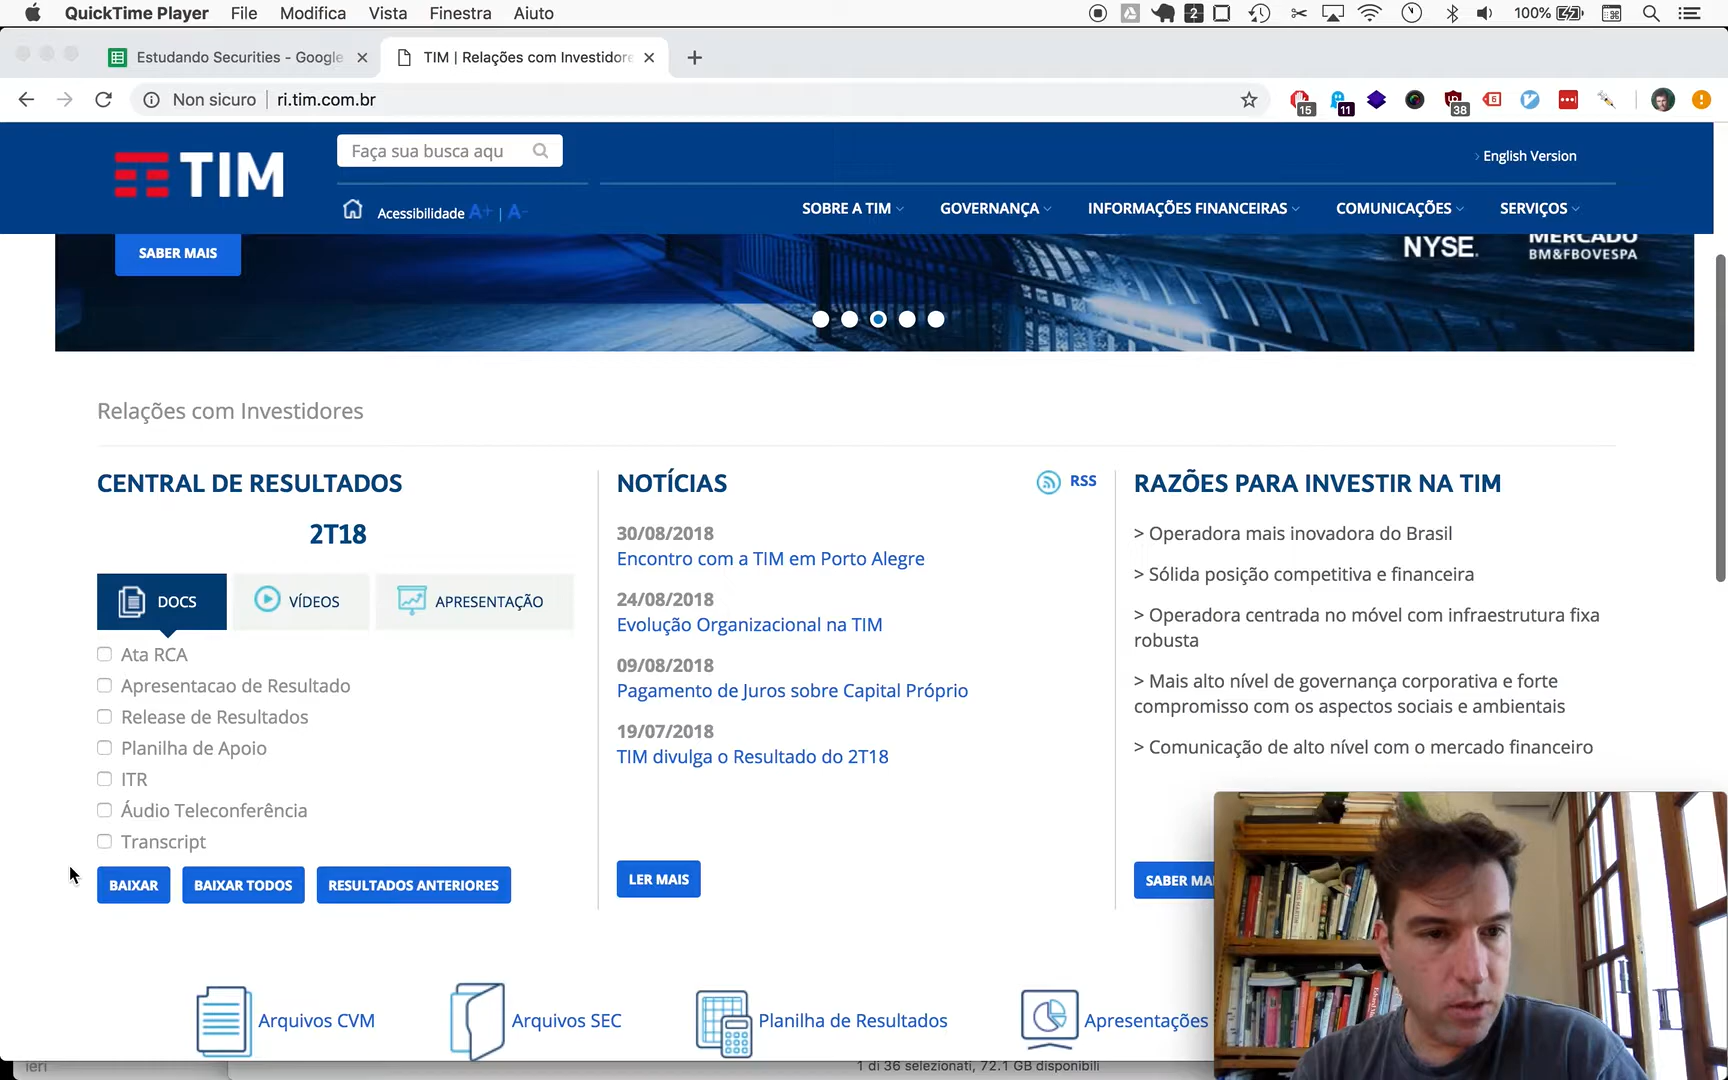 QuickTime Player File Modifica Vista Finestra Aiuto
2
100%
Estudando Securities - Google
TIM | Relações com Investidore
Non sicuro
ri.tim.com.br
15
11
38
6
TIM
Faça sua busca aqu
English Version
Acessibilidade A+ | A-
SOBRE A TIM
GOVERNANÇA
INFORMAÇÕES FINANCEIRAS
COMUNICAÇÕES
SERVIÇOS
SABER MAIS
NYSE.
MERCADO
BM&FBOVESPA
Relações com Investidores
CENTRAL DE RESULTADOS
2T18
DOCS
VÍDEOS
APRESENTAÇÃO
Ata RCA
Apresentacao de Resultado
Release de Resultados
Planilha de Apoio
ITR
Áudio Teleconferência
Transcript
BAIXAR
BAIXAR TODOS
RESULTADOS ANTERIORES
NOTÍCIAS
RSS
30/08/2018
Encontro com a TIM em Porto Alegre
24/08/2018
Evolução Organizacional na TIM
09/08/2018
Pagamento de Juros sobre Capital Próprio
19/07/2018
TIM divulga o Resultado do 2T18
LER MAIS
RAZÕES PARA INVESTIR NA TIM
> Operadora mais inovadora do Brasil
> Sólida posição competitiva e financeira
> Operadora centrada no móvel com infraestrutura fixa
robusta
> Mais alto nível de governança corporativa e forte
compromisso com os aspectos sociais e ambientais
> Comunicação de alto nível com o mercado financeiro
SABER MAI
Arquivos CVM
Arquivos SEC
Planilha de Resultados
Apresentações
ieri
1 di 36 selezionati, 72.1 GB disponibili